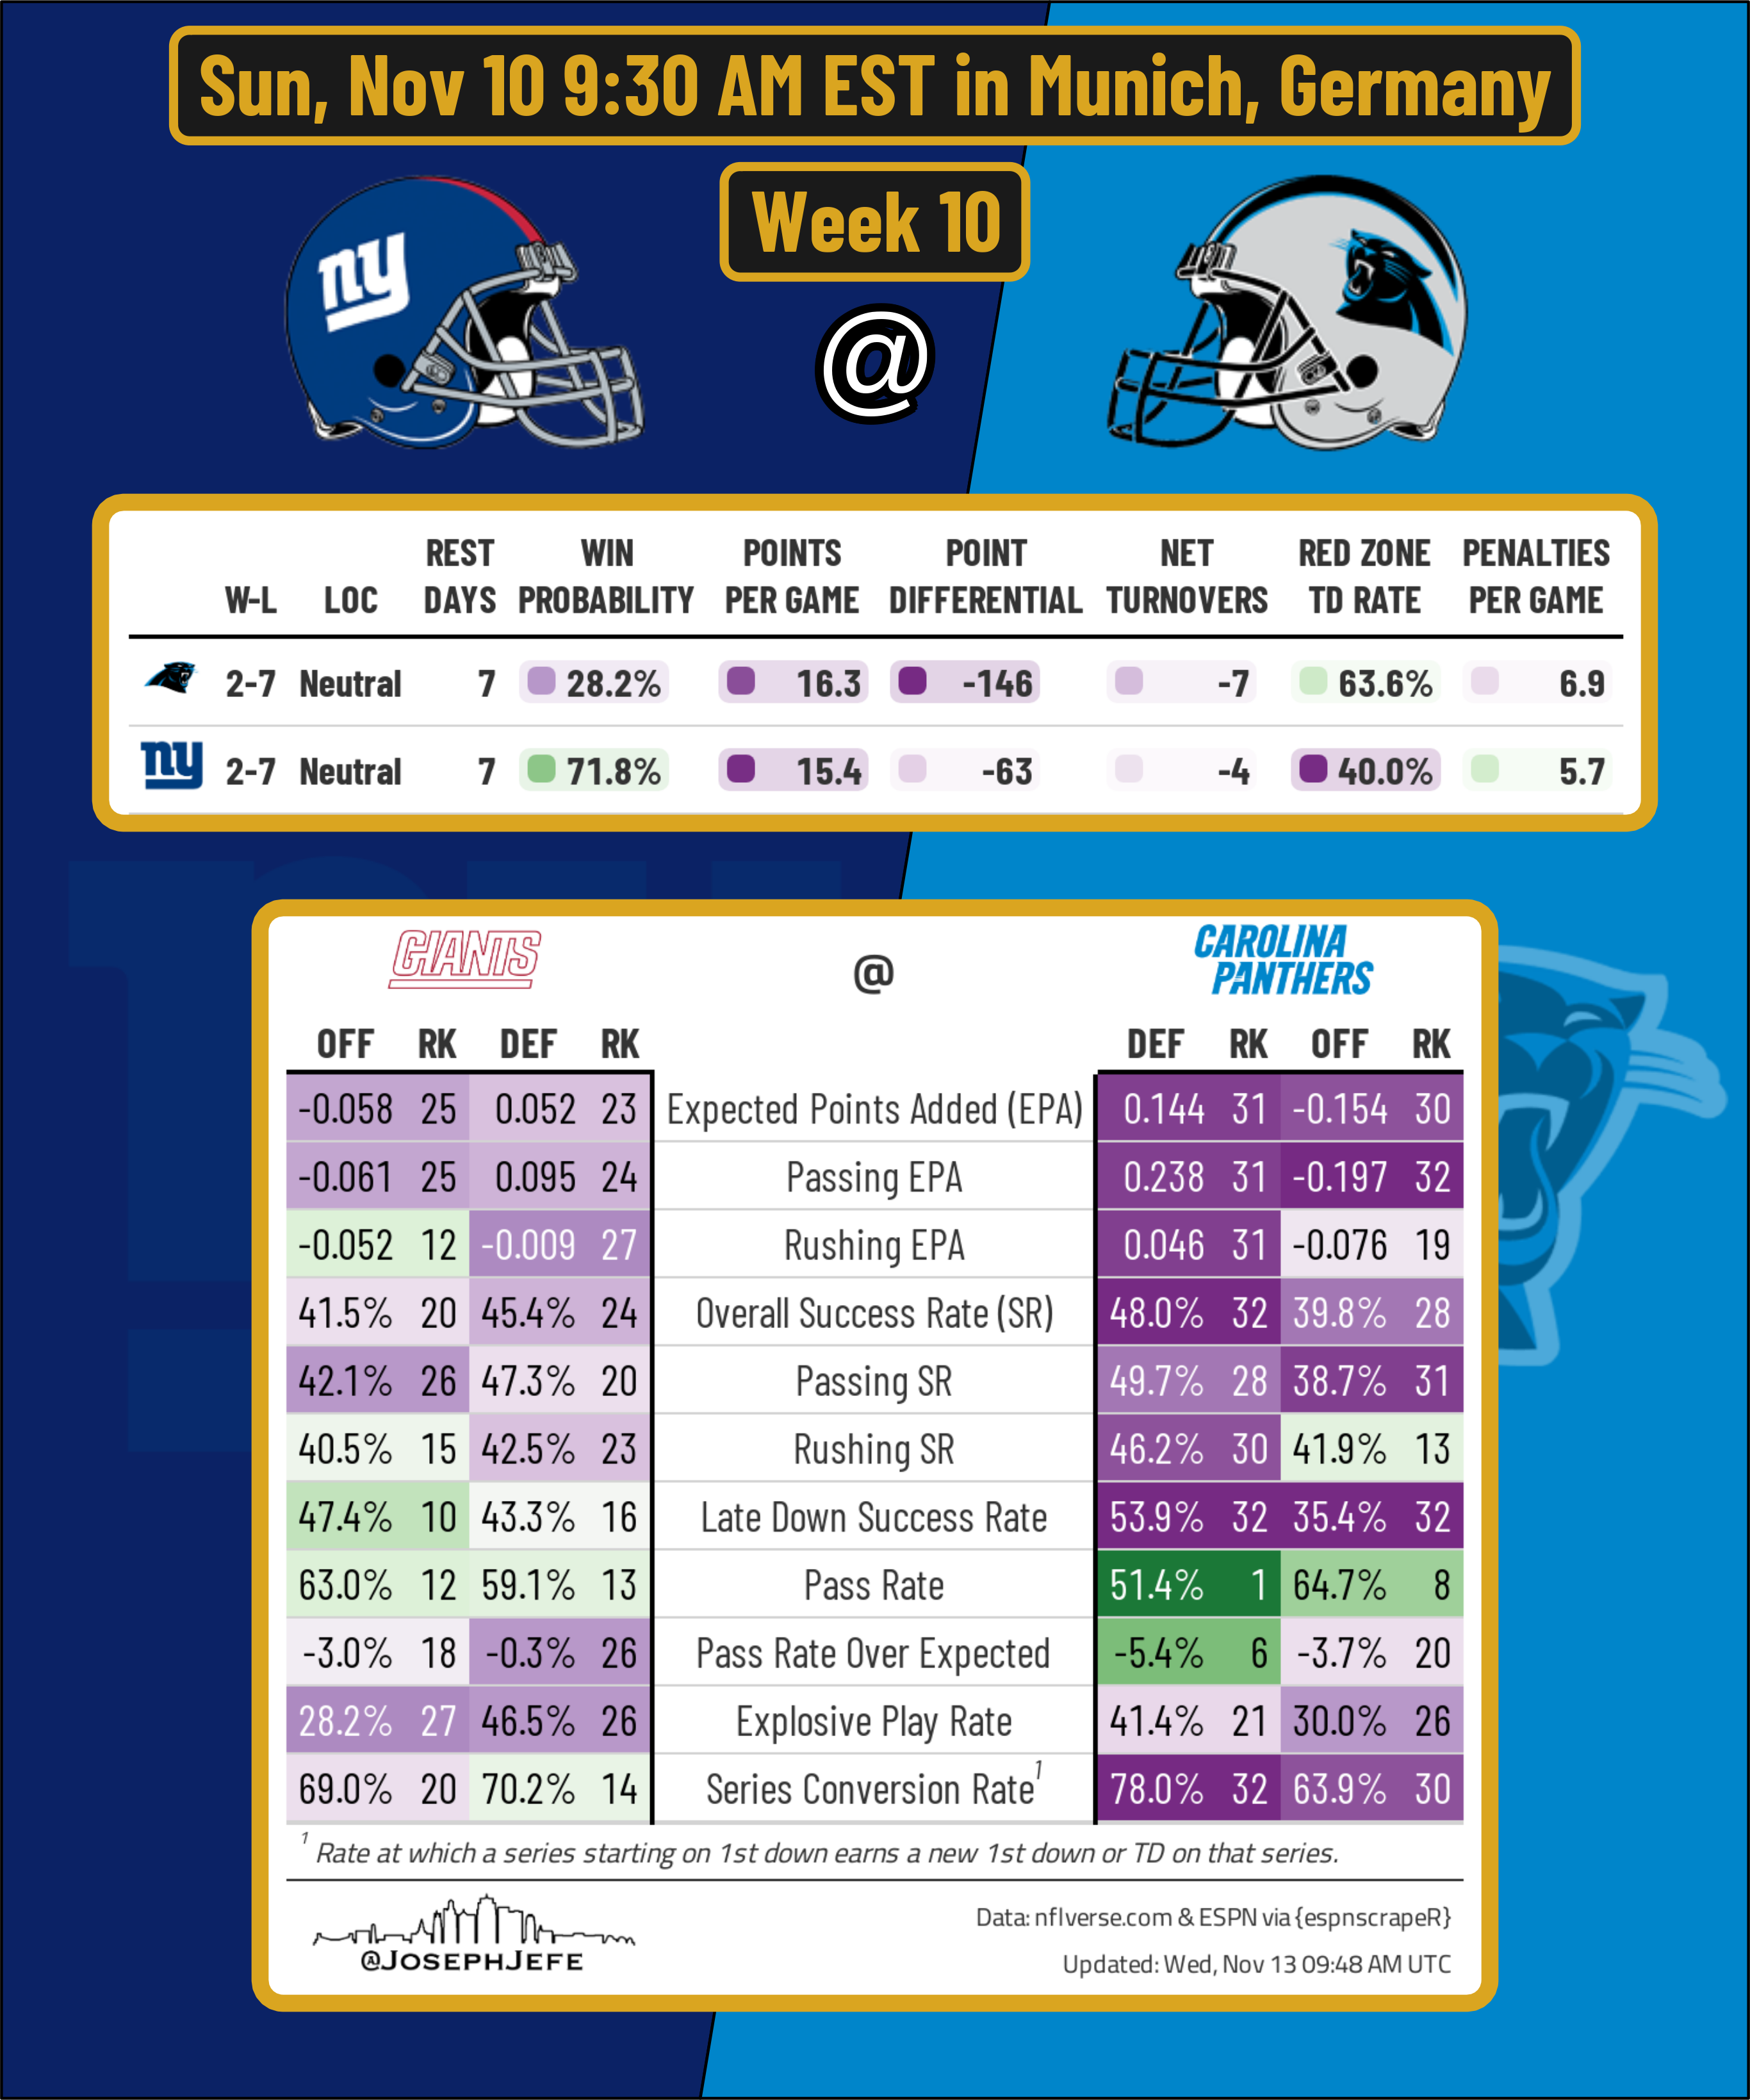 Sun, Nov 10 9:30 AM EST in Munich, Germany
Week 10
ny
@
REST WIN POINTS POINT NET RED ZONE PENALTIES
W-L LOC DAYS PROBABILITY PER GAME DIFFERENTIAL TURNOVERS TD RATE PER GAME
2-7 Neutral 7 28.2% 16.3 -146 -7 63.6% 6.9
ny 2-7 Neutral 7 71.8% 15.4 -63 -4 40.0% 5.7
GIANTS @ CAROLINA PANTHERS
OFF RK DEF RK DEF RK OFF RK
-0.058 25 0.052 23 Expected Points Added (EPA) 0.144 31 -0.154 30
-0.061 25 0.095 24 Passing EPA 0.238 31 -0.197 32
-0.052 12 -0.009 27 Rushing EPA 0.046 31 -0.076 19
41.5% 20 45.4% 24 Overall Success Rate (SR) 48.0% 32 39.8% 28
42.1% 26 47.3% 20 Passing SR 49.7% 28 38.7% 31
40.5% 15 42.5% 23 Rushing SR 46.2% 30 41.9% 13
47.4% 10 43.3% 16 Late Down Success Rate 53.9% 32 35.4% 32
63.0% 12 59.1% 13 Pass Rate 51.4% 1 64.7% 8
-3.0% 18 -0.3% 26 Pass Rate Over Expected -5.4% 6 -3.7% 20
28.2% 27 46.5% 26 Explosive Play Rate 41.4% 21 30.0% 26
69.0% 20 70.2% 14 Series Conversion Rate1 78.0% 32 63.9% 30
1 Rate at which a series starting on 1st down earns a new 1st down or TD on that series.
@JosephJefe
Data: nflverse.com & ESPN via {espnscrapeR}
Updated: Wed, Nov 13 09:48 AM UTC